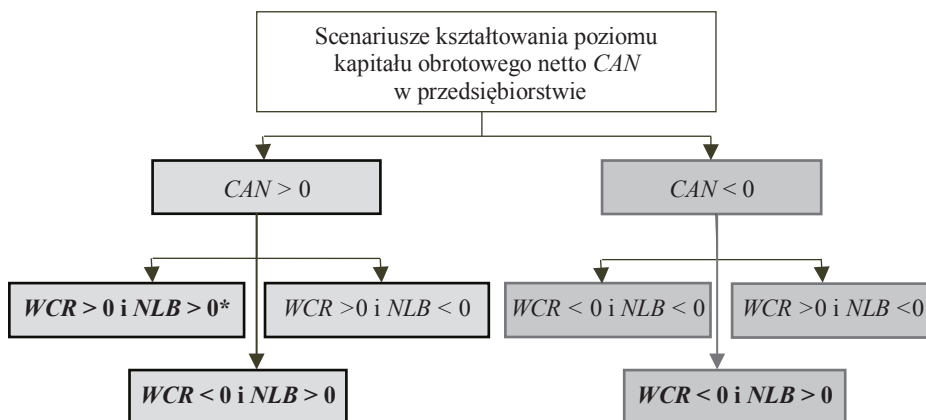 Scenariusze kształtowania poziomu
kapitału obrotowego netto CAN
w przedsiębiorstwie
CAN > 0
CAN < 0
WCR > 0 i NLB > 0*
WCR >0 i NLB < 0
WCR < 0 i NLB < 0
WCR >0 i NLB <0
WCR < 0 i NLB > 0
WCR < 0 i NLB > 0